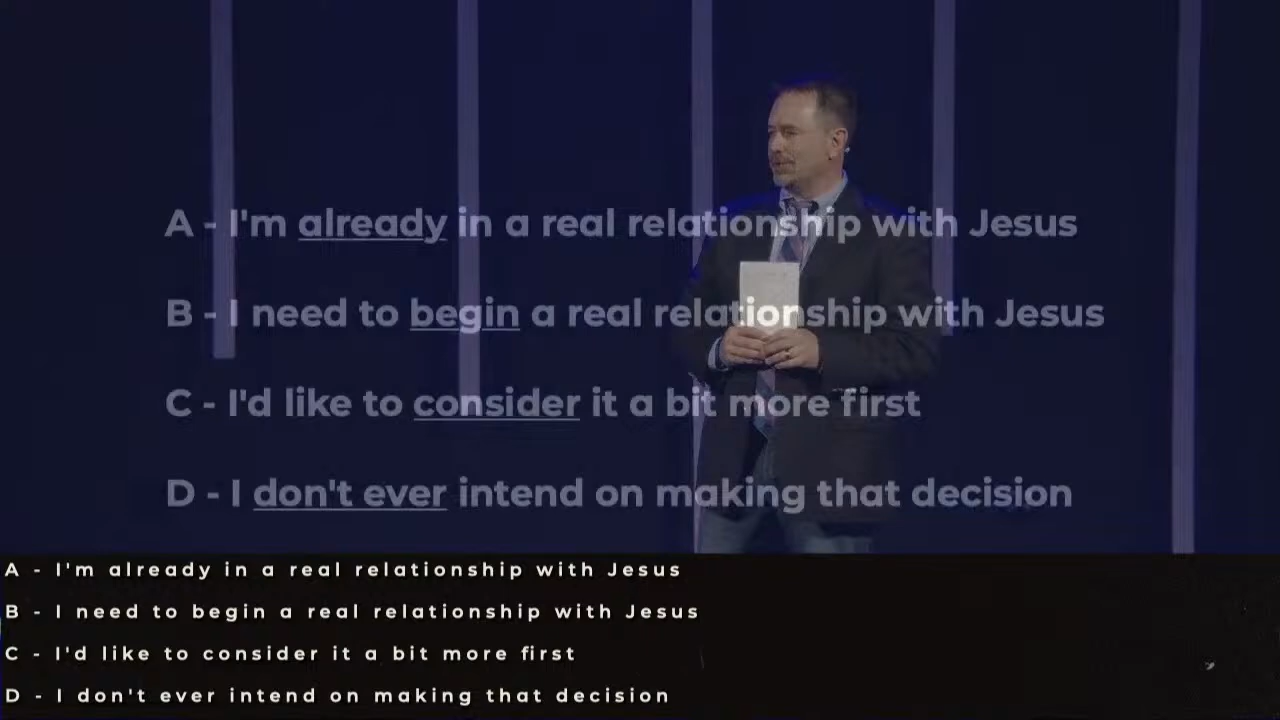 A - I'm already in a real relationship with Jesus
B - I need to begin a real relationship with Jesus
C - I'd like to consider it a bit more first
D - I don't ever intend on making that decision
A - I'm already in a real relationship with Jesus
B - I need to begin a real relationship with Jesus
C - I'd like to consider it a bit more first
D - I don't ever intend on making that decision